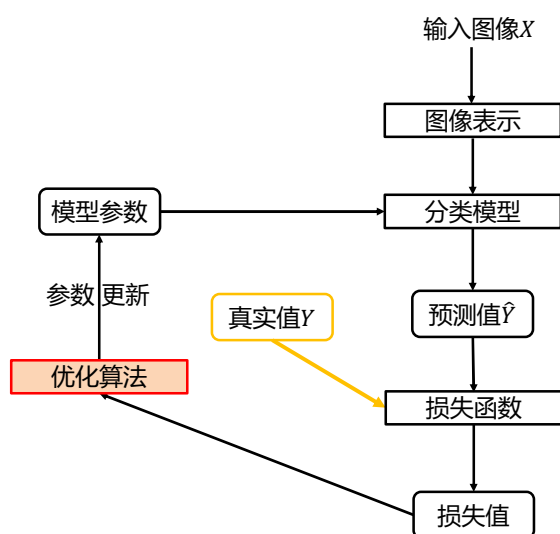 输入图像X
图像表示
模型参数
分类模型
参数 更新
真实值Y
预测值Ŷ
优化算法
损失函数
损失值